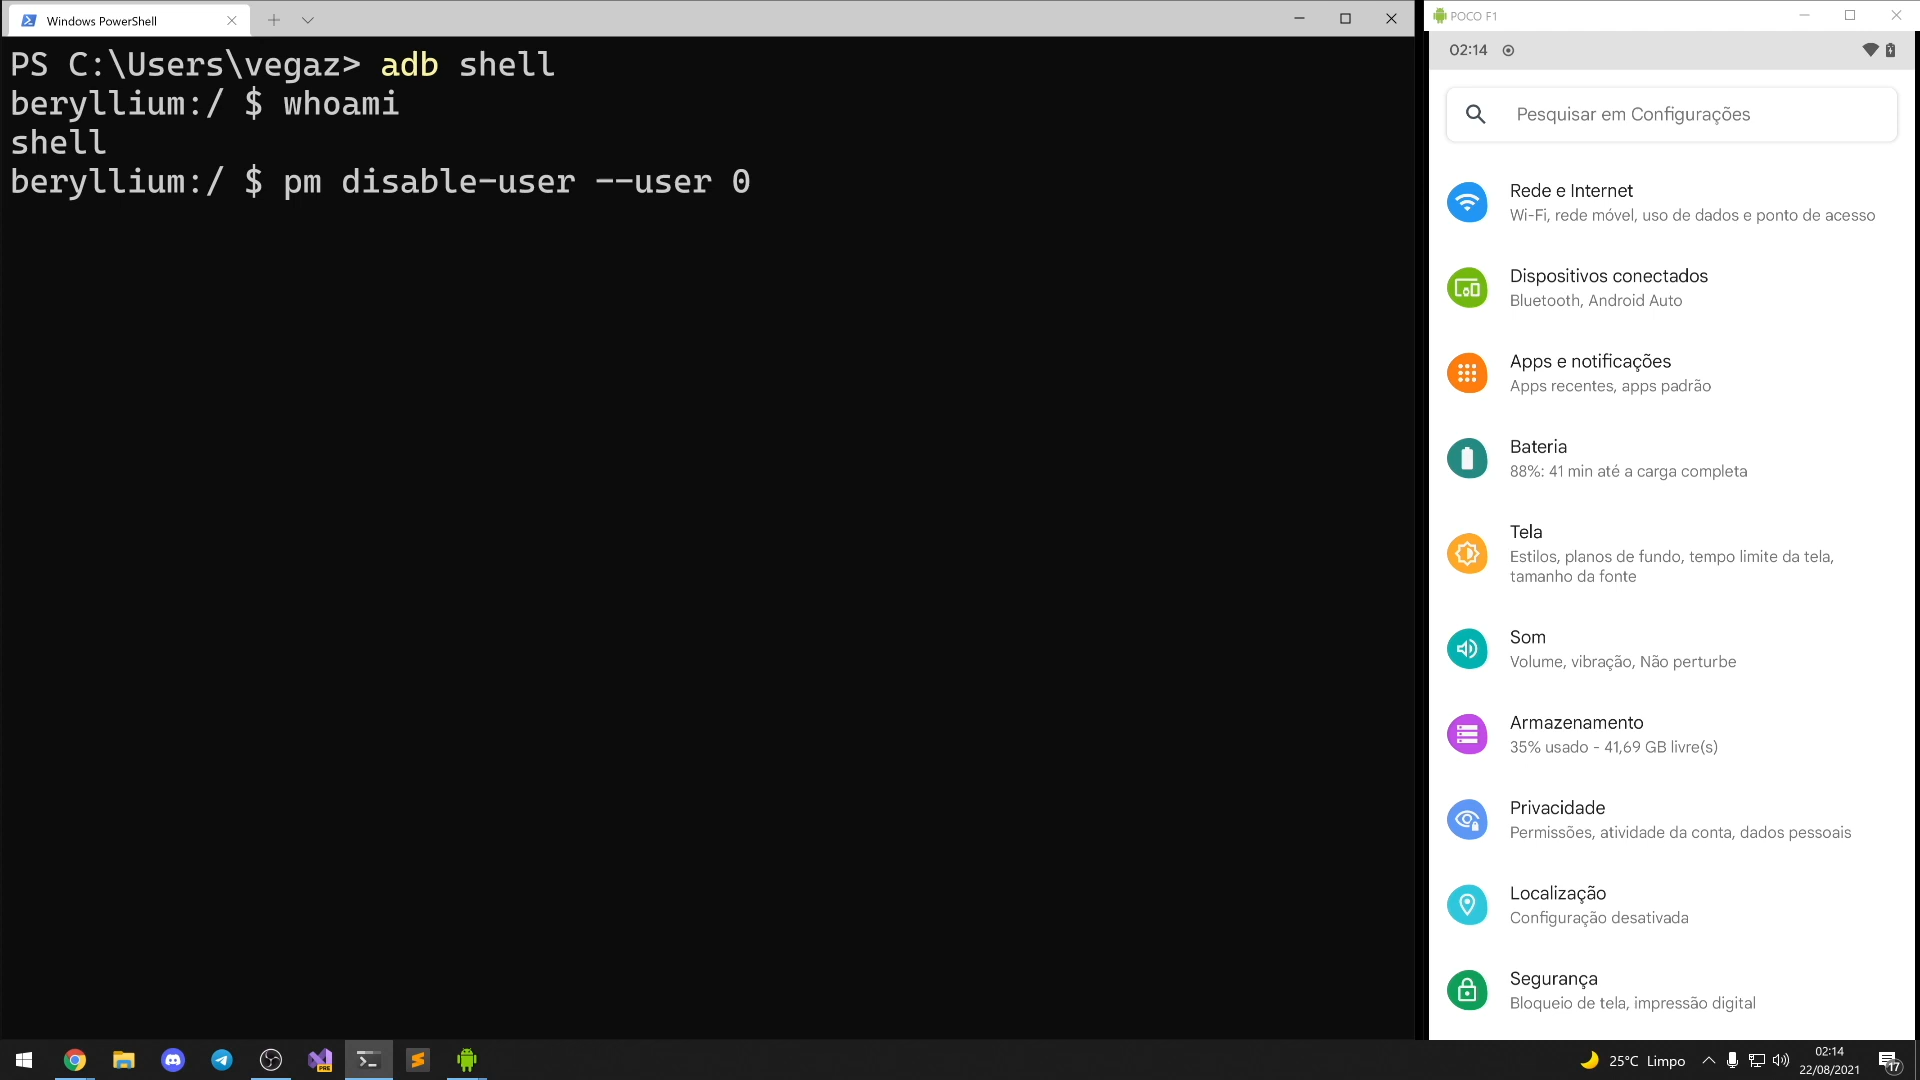 Windows PowerShell
PS C:\Users\vegaz> adb shell
beryllium:/ $ whoami
shell
beryllium:/ $ pm disable-user --user 0
POCO F1
02:14
Pesquisar em Configurações
Rede e Internet
Wi-Fi, rede móvel, uso de dados e ponto de acesso
Dispositivos conectados
Bluetooth, Android Auto
Apps e notificações
Apps recentes, apps padrão
Bateria
88%: 41 min até a carga completa
Tela
Estilos, planos de fundo, tempo limite da tela,
tamanho da fonte
Som
Volume, vibração, Não perturbe
Armazenamento
35% usado - 41,69 GB livre(s)
Privacidade
Permissões, atividade da conta, dados pessoais
Localização
Configuração desativada
Segurança
Bloqueio de tela, impressão digital
PRE
25°C Limpo
02:14
22/08/2021
17